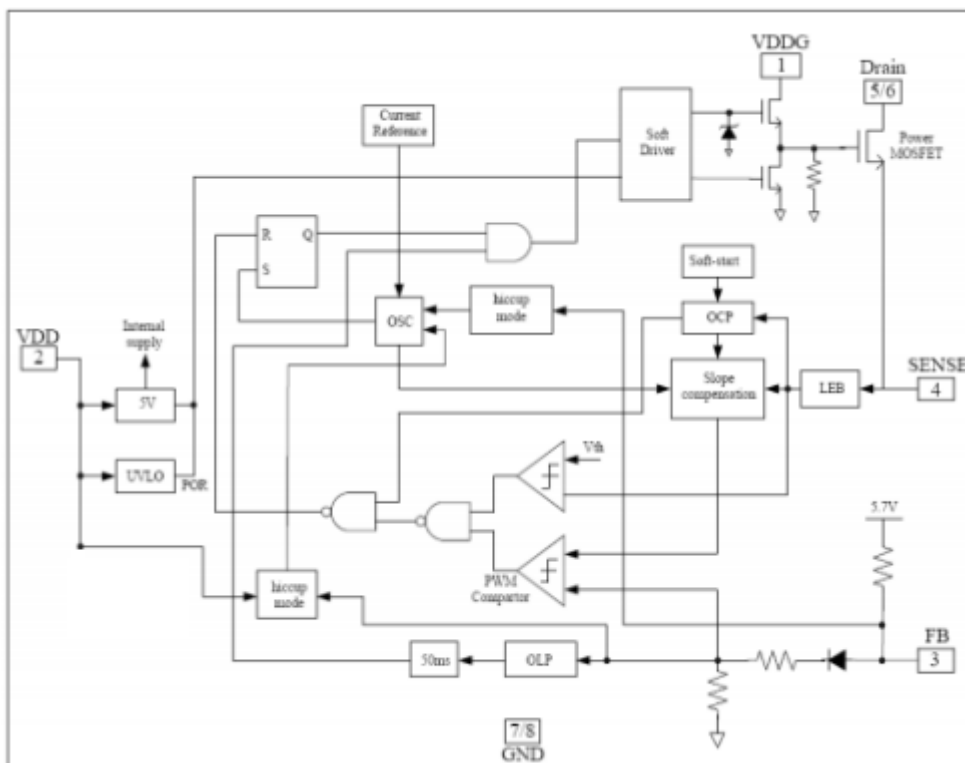 VDDG
1
Drain
5/6
Current
Reference
Soft
Driver
Power
MOSFET
R
Q
S
Soft-start
OSC
hiccup
mode
OCP
VDD
2
Internal
supply
Slope
compensation
LEB
SENSE
4
5V
UVLO
POR
Vth
5.7V
PWM
Compartor
hiccup
mode
50ms
OLP
FB
3
7/8
GND